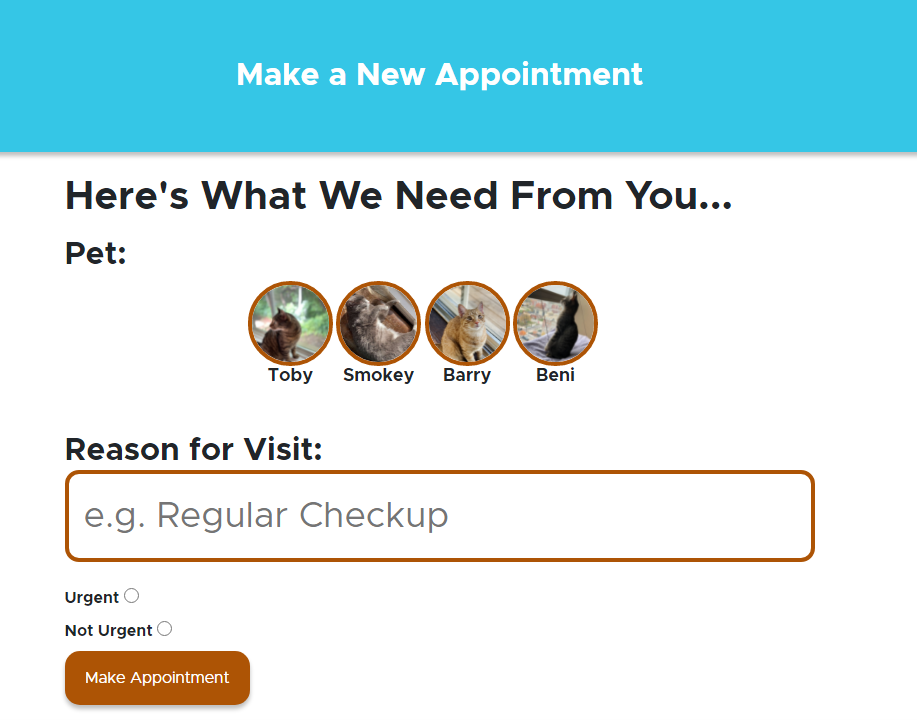 Make a New Appointment
Here's What We Need From You...
Pet:
Toby Smokey Barry Beni
Reason for Visit:
e.g. Regular Checkup
Urgent
Not Urgent
Make Appointment